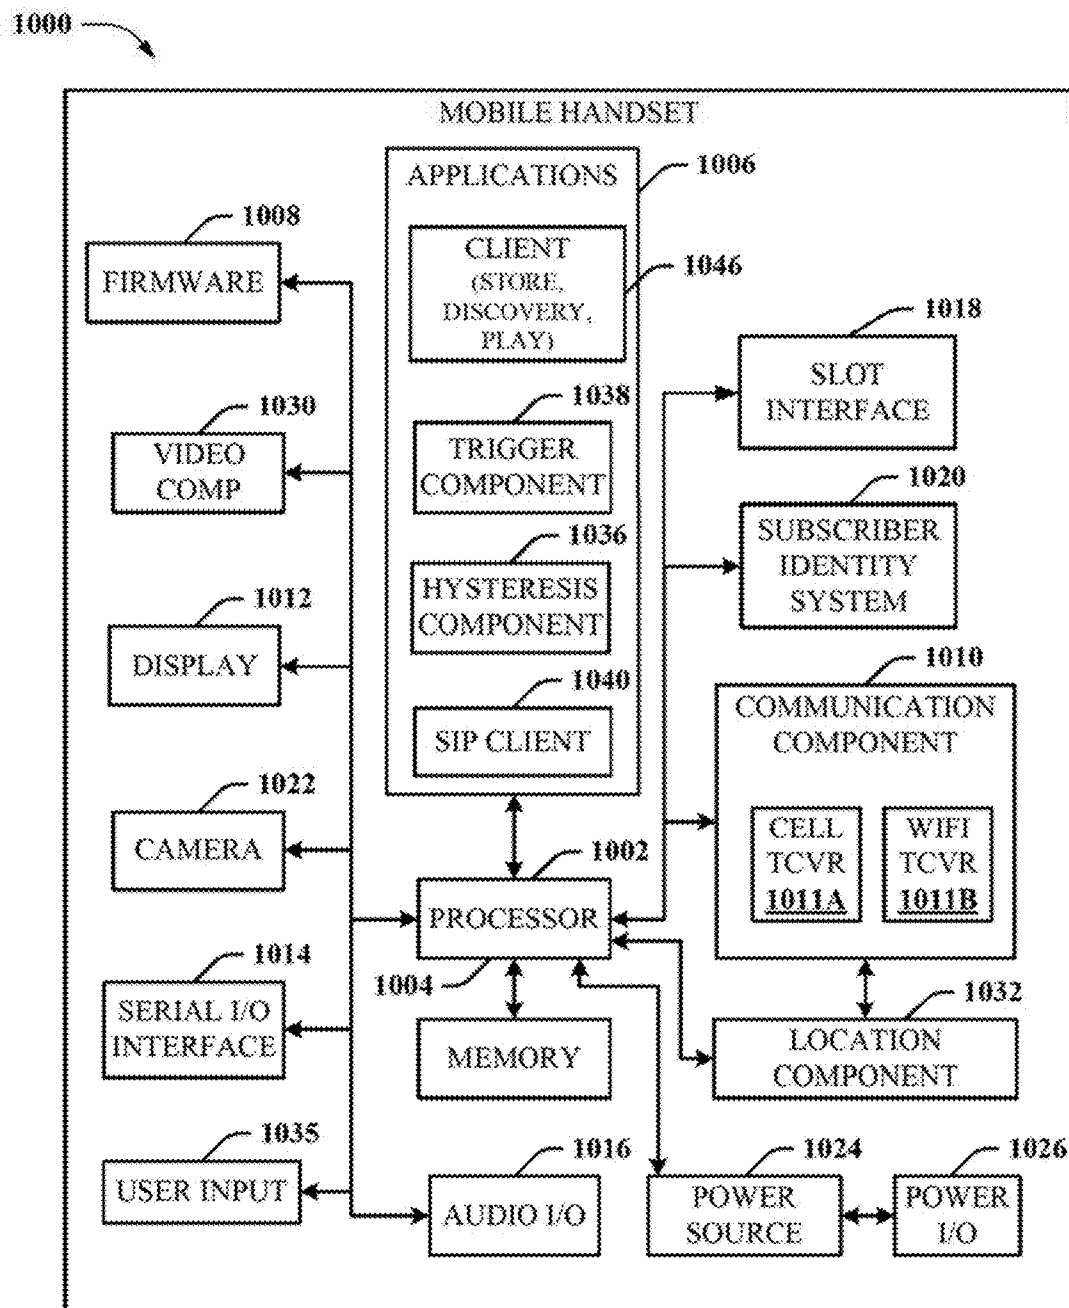 1000
MOBILE HANDSET
APPLICATIONS
1006
CLIENT
(STORE,
DISCOVERY,
PLAY)
1046
1038
TRIGGER
COMPONENT
1036
HYSTERESIS
COMPONENT
1040
SIP CLIENT
1008
FIRMWARE
1030
VIDEO
COMP
1012
DISPLAY
1022
CAMERA
1014
SERIAL I/O
INTERFACE
1035
USER INPUT
1002
PROCESSOR
1004
MEMORY
1016
AUDIO I/O
1018
SLOT
INTERFACE
1020
SUBSCRIBER
IDENTITY
SYSTEM
1010
COMMUNICATION
COMPONENT
CELL
TCVR
1011A
WIFI
TCVR
1011B
1032
LOCATION
COMPONENT
1024
POWER
SOURCE
1026
POWER
I/O